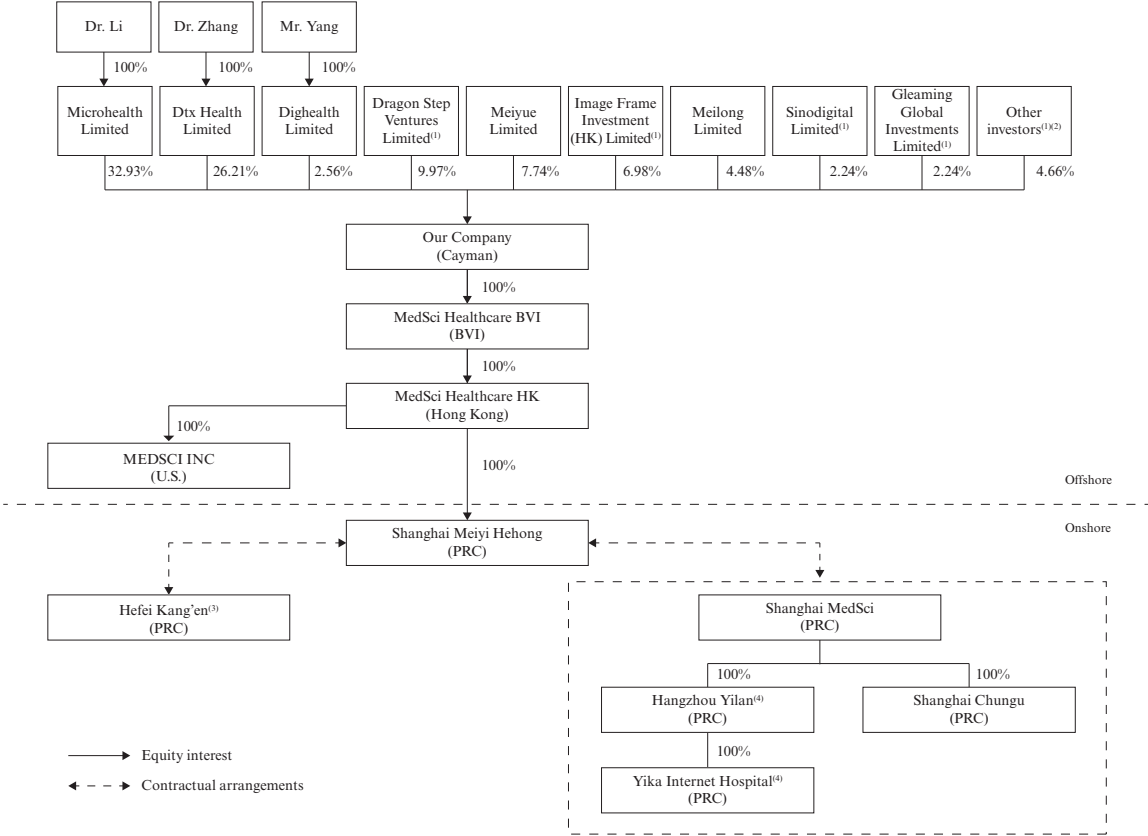 Dr. Li
Dr. Zhang
Mr. Yang
100%
100%
100%
Microhealth
Limited
Dtx Health
Limited
Dighealth
Limited
Dragon Step
Ventures
Limited(1)
Meiyue
Limited
Image Frame
Investment
(HK) Limited(1)
Meilong
Limited
Sinodigital
Limited(1)
Gleaming
Global
Investments
Limited(1)
Other
investors(1)(2)
32.93%
26.21%
2.56%
9.97%
7.74%
6.98%
4.48%
2.24%
2.24%
4.66%
Our Company
(Cayman)
100%
MedSci Healthcare BVI
(BVI)
100%
MedSci Healthcare HK
(Hong Kong)
100%
MEDSCI INC
(U.S.)
100%
Offshore
Onshore
Shanghai Meiyi Hehong
(PRC)
Hefei Kang'en(3)
(PRC)
Shanghai MedSci
(PRC)
100%
100%
Hangzhou Yilan(4)
(PRC)
Shanghai Chungu
(PRC)
100%
Yika Internet Hospital(4)
(PRC)
Equity interest
Contractual arrangements